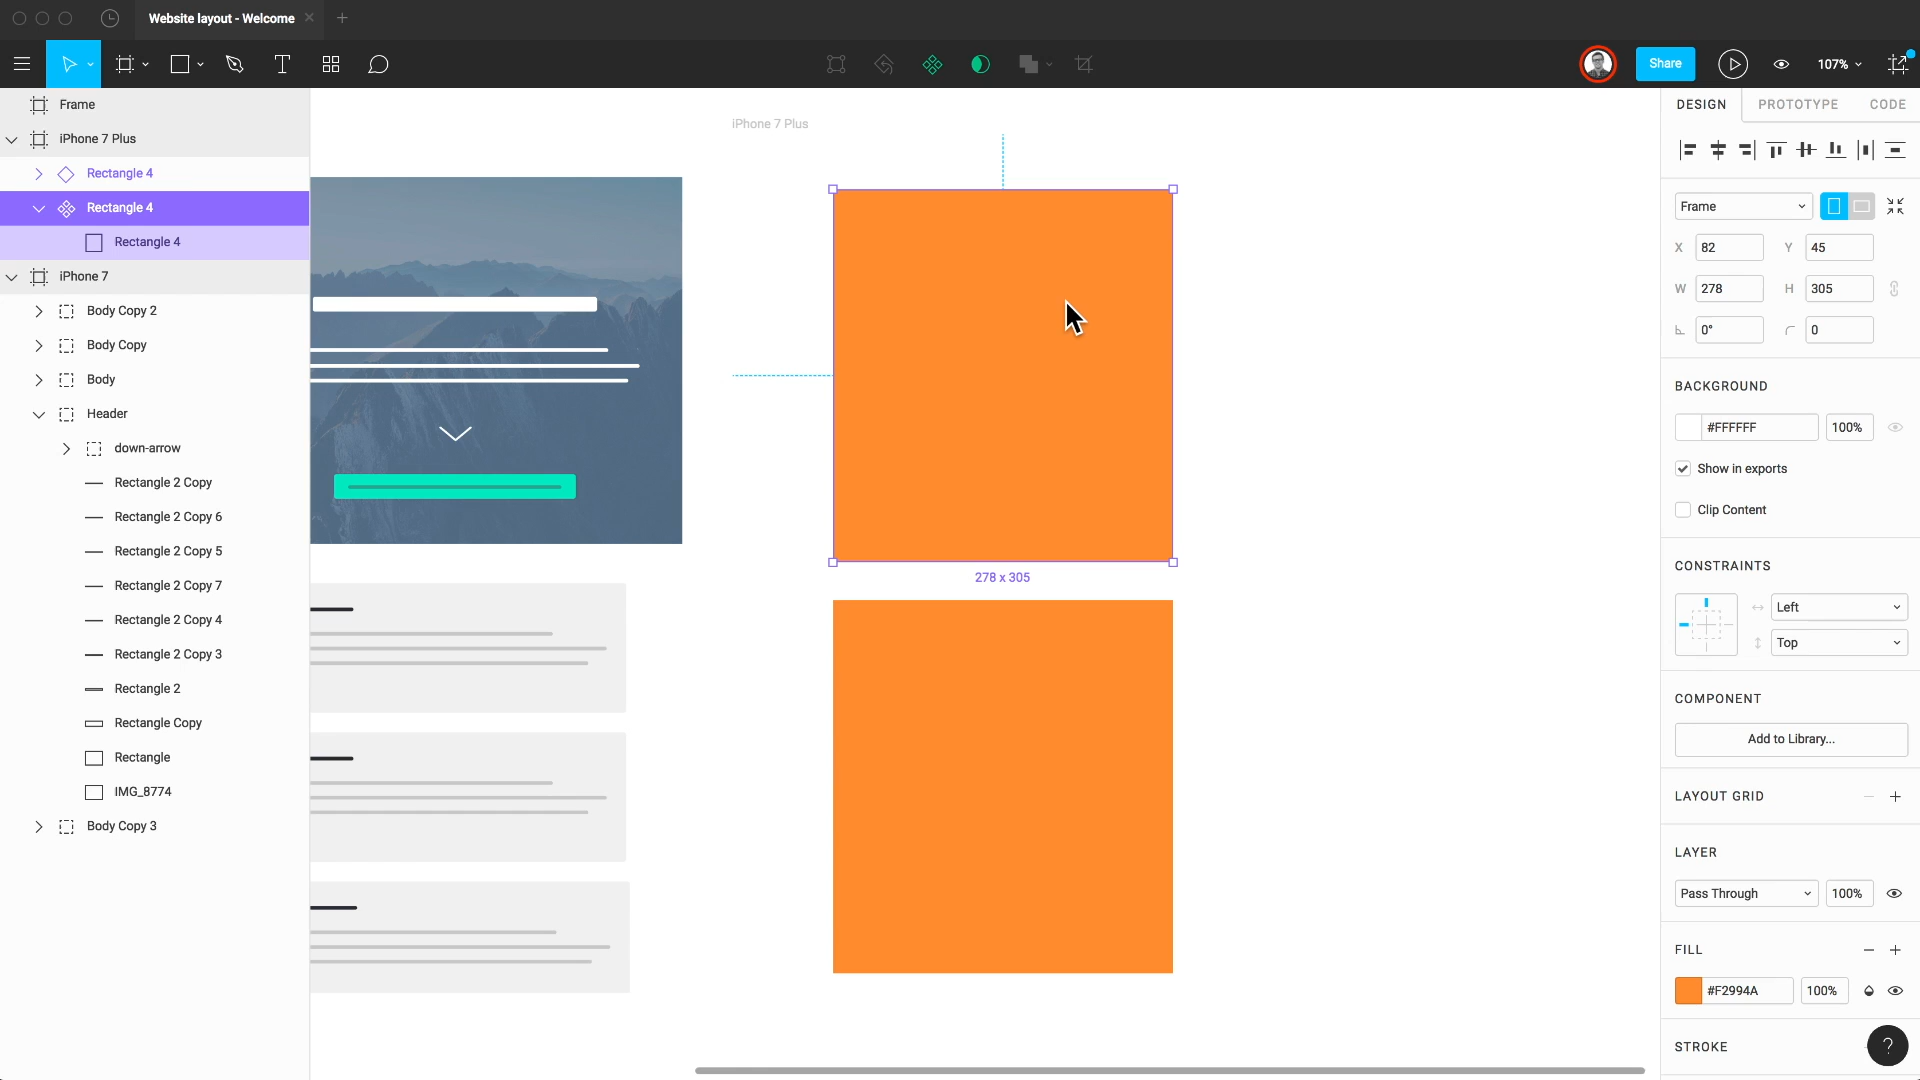 Website layout - Welcome
Share
107%
Frame
iPhone 7 Plus
Rectangle 4
Rectangle 4
Rectangle 4
iPhone 7
Body Copy 2
Body Copy
Body
Header
down-arrow
Rectangle 2 Copy
Rectangle 2 Copy 6
Rectangle 2 Copy 5
Rectangle 2 Copy 7
Rectangle 2 Copy 4
Rectangle 2 Copy 3
Rectangle 2
Rectangle Copy
Rectangle
IMG_8774
Body Copy 3
iPhone 7 Plus
278 x 305
DESIGN PROTOTYPE CODE
Frame
X 82 Y 45
W 278 H 305
0° 0
BACKGROUND
#FFFFFF 100%
Show in exports
Clip Content
CONSTRAINTS
Left
Top
COMPONENT
Add to Library...
LAYOUT GRID
LAYER
Pass Through 100%
FILL
#F2994A 100%
STROKE
?